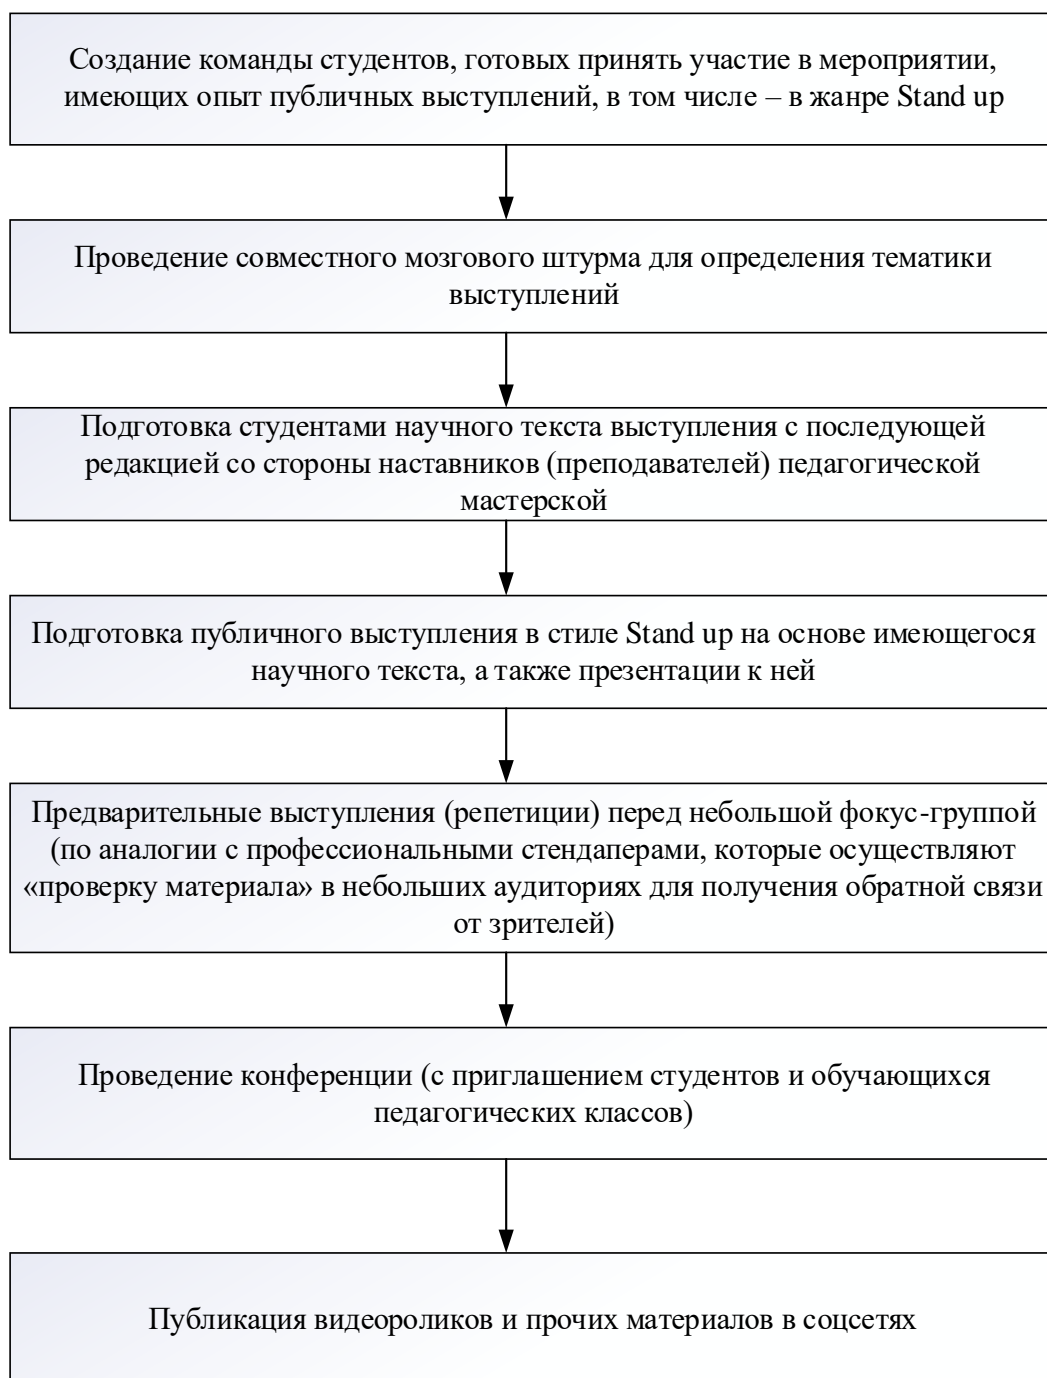 Создание команды студентов, готовых принять участие в мероприятии,
имеющих опыт публичных выступлений, в том числе – в жанре Stand up
Проведение совместного мозгового штурма для определения тематики
выступлений
Подготовка студентами научного текста выступления с последующей
редакцией со стороны наставников (преподавателей) педагогической
мастерской
Подготовка публичного выступления в стиле Stand up на основе имеющегося
научного текста, а также презентации к ней
Предварительные выступления (репетиции) перед небольшой фокус-группой
(по аналогии с профессиональными стендаперами, которые осуществляют
«проверку материала» в небольших аудиториях для получения обратной связи
от зрителей)
Проведение конференции (с приглашением студентов и обучающихся
педагогических классов)
Публикация видеороликов и прочих материалов в соцсетях